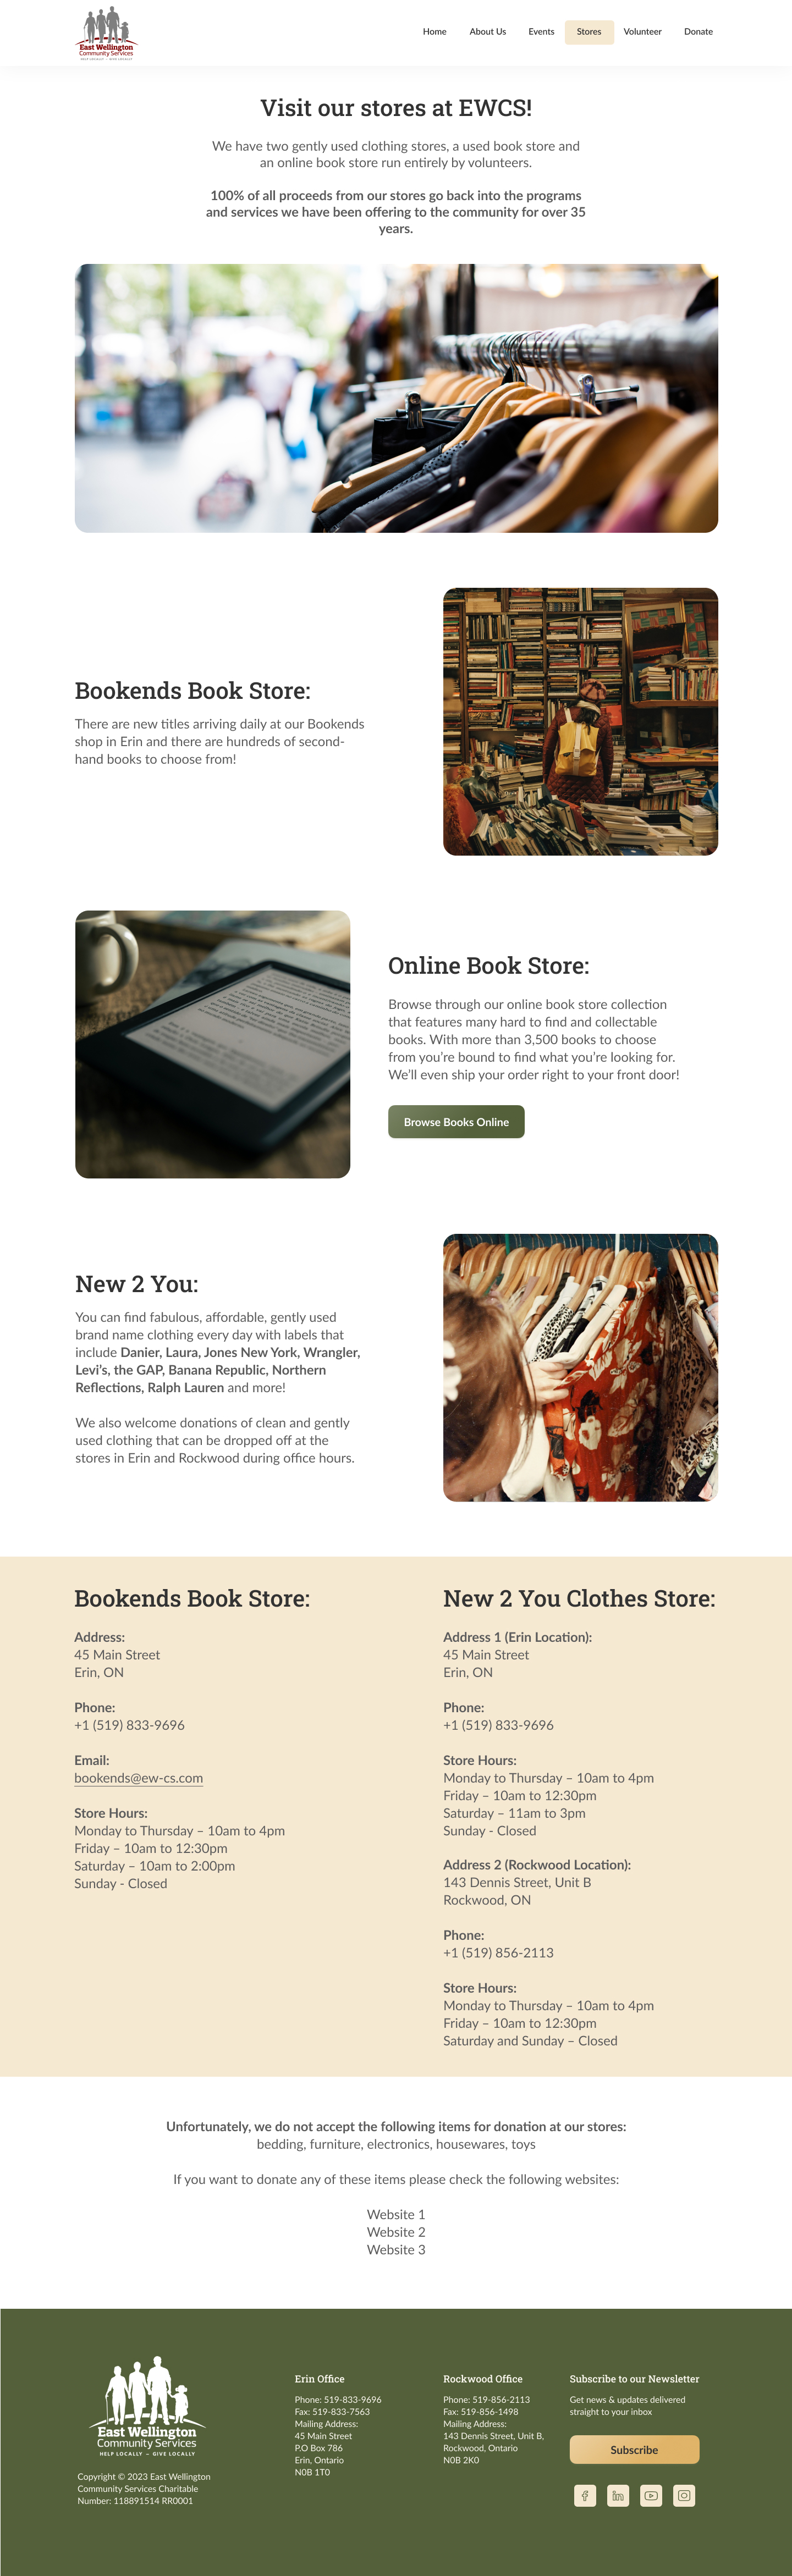 East Wellington
Community Services
HELP LOCALLY ~ GIVE LOCALLY
Home About Us Events Stores Volunteer Donate
Visit our stores at EWCS!
We have two gently used clothing stores, a used book store and
an online book store run entirely by volunteers.
100% of all proceeds from our stores go back into the programs
and services we have been offering to the community for over 35
years.
Bookends Book Store:
There are new titles arriving daily at our Bookends
shop in Erin and there are hundreds of second-
hand books to choose from!
Online Book Store:
Browse through our online book store collection
that features many hard to find and collectable
books. With more than 3,500 books to choose
from you're bound to find what you're looking for.
We'll even ship your order right to your front door!
Browse Books Online
New 2 You:
You can find fabulous, affordable, gently used
brand name clothing every day with labels that
include Danier, Laura, Jones New York, Wrangler,
Levi's, the GAP, Banana Republic, Northern
Reflections, Ralph Lauren and more!
We also welcome donations of clean and gently
used clothing that can be dropped off at the
stores in Erin and Rockwood during office hours.
Bookends Book Store:
Address:
45 Main Street
Erin, ON
Phone:
+1 (519) 833-9696
Email:
bookends@ew-cs.com
Store Hours:
Monday to Thursday – 10am to 4pm
Friday – 10am to 12:30pm
Saturday – 10am to 2:00pm
Sunday - Closed
New 2 You Clothes Store:
Address 1 (Erin Location):
45 Main Street
Erin, ON
Phone:
+1 (519) 833-9696
Store Hours:
Monday to Thursday – 10am to 4pm
Friday – 10am to 12:30pm
Saturday – 11am to 3pm
Sunday - Closed
Address 2 (Rockwood Location):
143 Dennis Street, Unit B
Rockwood, ON
Phone:
+1 (519) 856-2113
Store Hours:
Monday to Thursday – 10am to 4pm
Friday – 10am to 12:30pm
Saturday and Sunday – Closed
Unfortunately, we do not accept the following items for donation at our stores:
bedding, furniture, electronics, housewares, toys
If you want to donate any of these items please check the following websites:
Website 1
Website 2
Website 3
East Wellington
Community Services
HELP LOCALLY ~ GIVE LOCALLY
Copyright © 2023 East Wellington
Community Services Charitable
Number: 118891514 RR0001
Erin Office
Phone: 519-833-9696
Fax: 519-833-7563
Mailing Address:
45 Main Street
P.O Box 786
Erin, Ontario
N0B 1T0
Rockwood Office
Phone: 519-856-2113
Fax: 519-856-1498
Mailing Address:
143 Dennis Street, Unit B,
Rockwood, Ontario
N0B 2K0
Subscribe to our Newsletter
Get news & updates delivered
straight to your inbox
Subscribe